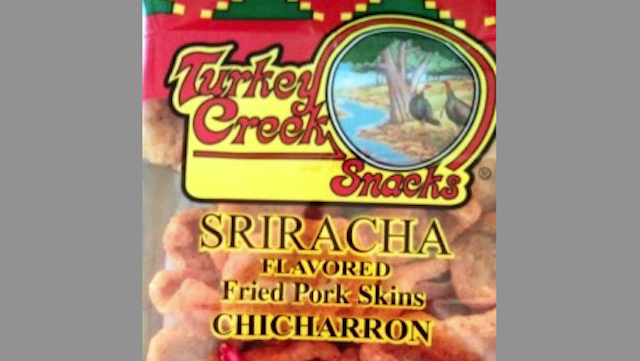 Turkey
Creek
Snacks®
SRIRACHA
FLAVORED
Fried Pork Skins
CHICHARRON